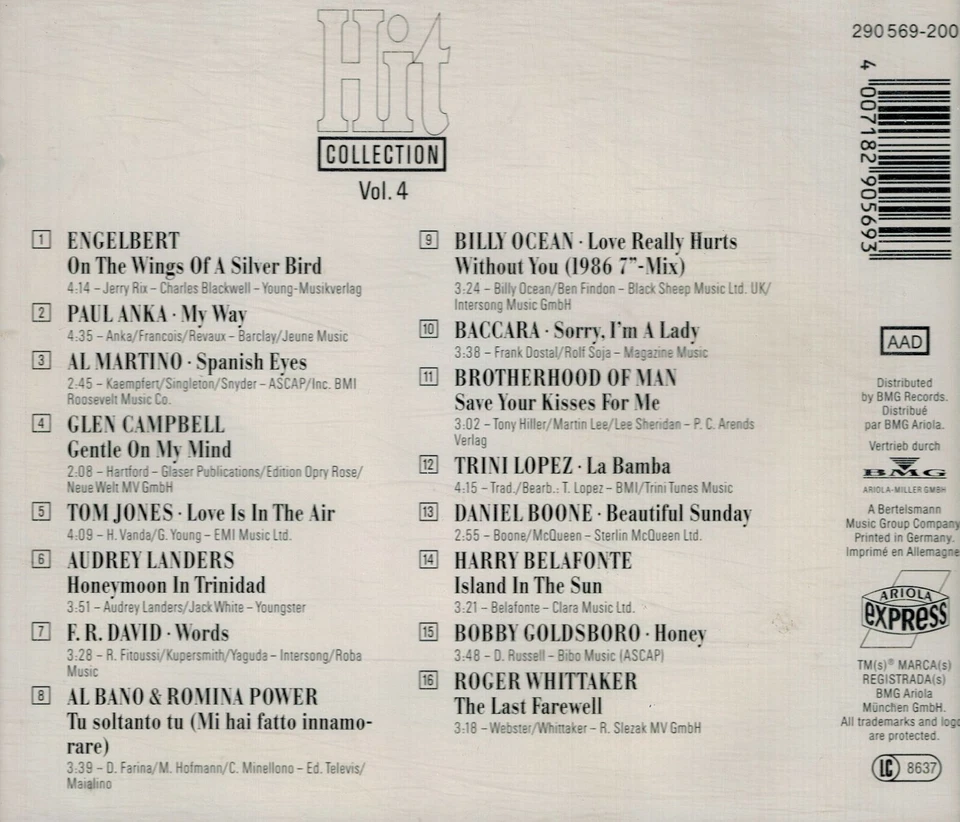 Hit
COLLECTION
Vol. 4
1 ENGELBERT
On The Wings Of A Silver Bird
4:14 – Jerry Rix – Charles Blackwell – Young-Musikverlag
2 PAUL ANKA · My Way
4:35 – Anka/Francois/Revaux – Barclay/Jeune Music
3 AL MARTINO · Spanish Eyes
2:45 – Kaempfert/Singleton/Snyder – ASCAP/Inc. BMI
Roosevelt Music Co.
4 GLEN CAMPBELL
Gentle On My Mind
2:08 – Hartford – Glaser Publications/Edition Opry Rose/
Neue Welt MV GmbH
5 TOM JONES · Love Is In The Air
4:09 – H. Vanda/G. Young – EMI Music Ltd.
6 AUDREY LANDERS
Honeymoon In Trinidad
3:51 – Audrey Landers/Jack White – Youngster
7 F. R. DAVID · Words
3:28 – R. Fitoussi/Kupersmith/Yaguda – Intersong/Roba
Music
8 AL BANO & ROMINA POWER
Tu soltanto tu (Mi hai fatto innamo-
rare)
3:39 – D. Farina/M. Hofmann/C. Minellono – Ed. Televis/
Maialino
9 BILLY OCEAN · Love Really Hurts
Without You (1986 7”-Mix)
3:24 – Billy Ocean/Ben Findon – Black Sheep Music Ltd. UK/
Intersong Music GmbH
10 BACCARA · Sorry, I'm A Lady
3:38 – Frank Dostal/Rolf Soja – Magazine Music
11 BROTHERHOOD OF MAN
Save Your Kisses For Me
3:02 – Tony Hiller/Martin Lee/Lee Sheridan – P. C. Arends
Verlag
12 TRINI LOPEZ · La Bamba
4:15 – Trad./Bearb.: T. Lopez – BMI/Trini Tunes Music
13 DANIEL BOONE · Beautiful Sunday
2:55 – Boone/McQueen – Sterlin McQueen Ltd.
14 HARRY BELAFONTE
Island In The Sun
3:21 – Belafonte – Clara Music Ltd.
15 BOBBY GOLDSBORO · Honey
3:48 – D. Russell – Bibo Music (ASCAP)
16 ROGER WHITTAKER
The Last Farewell
3:18 – Webster/Whittaker – R. Slezak MV GmbH
290 569-200
4 007182 905693
AAD
Distributed
by BMG Records.
Distribué
par BMG Ariola.
Vertrieb durch
BMG
ARIOLA-MILLER GMBH
A Bertelsmann
Music Group Company
Printed in Germany.
Imprimé en Allemagne
ARIOLA
EXPRESS
TM(s)® MARCA(s)
REGISTRADA(s)
BMG Ariola
München GmbH.
All trademarks and logo
are protected.
LC 8637